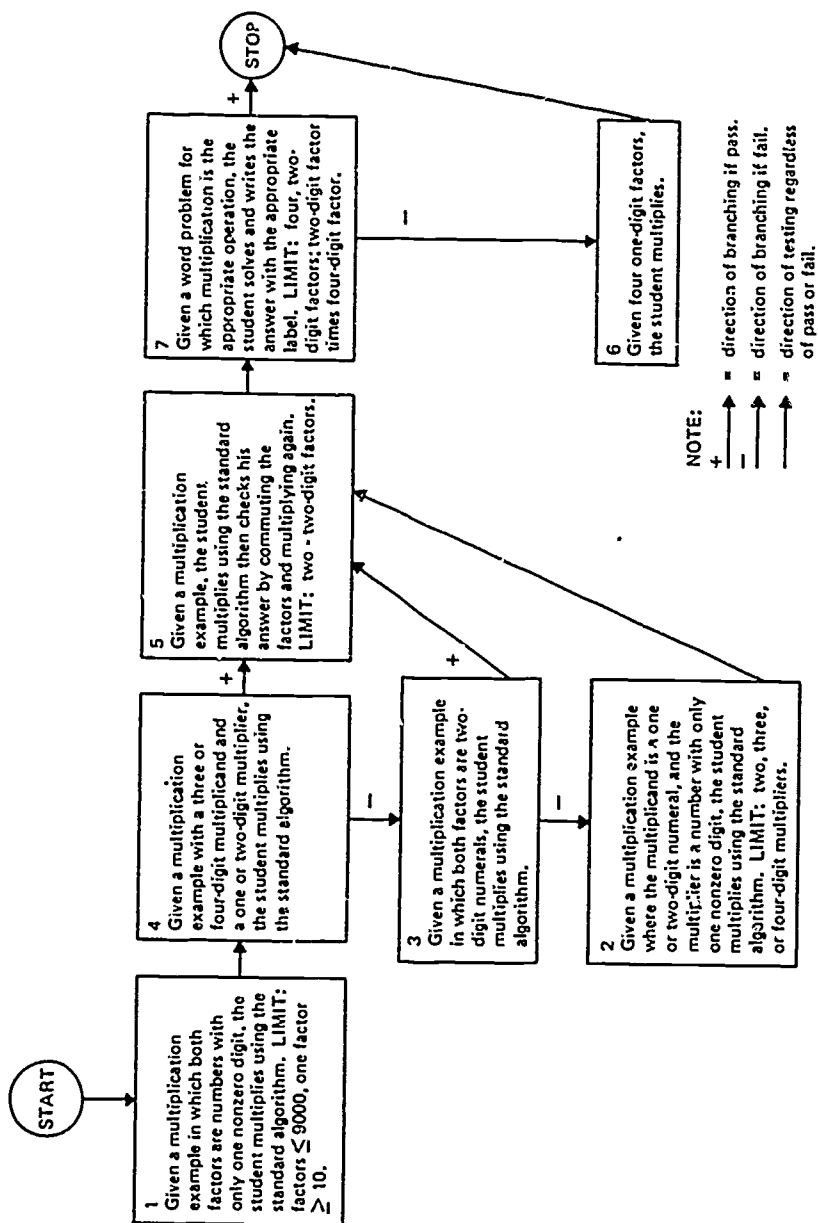 START
1
Given a multiplication
example in which both
factors are numbers with
only one nonzero digit, the
student multiplies using the
standard algorithm. LIMIT:
factors ≤ 9000, one factor
≥ 10.
4
Given a multiplication
example with a three or
four-digit multiplicand and
a one or two-digit multiplier,
the student multiplies using
the standard algorithm.
+
−
3
Given a multiplication example
in which both factors are two-
digit numerals, the student
multiplies using the standard
algorithm.
+
−
2
Given a multiplication example
where the multiplicand is a one
or two-digit numeral, and the
multiplier is a number with only
one nonzero digit, the student
multiplies using the standard
algorithm. LIMIT: two, three,
or four-digit multipliers.
5
Given a multiplication
example, the student
multiplies using the standard
algorithm then checks his
answer by commuting the
factors and multiplying again.
LIMIT: two - two-digit factors.
7
Given a word problem for
which multiplication is the
appropriate operation, the
student solves and writes the
answer with the appropriate
label. LIMIT: four, two-
digit factors; two-digit factor
times four-digit factor.
+
−
STOP
6
Given four one-digit factors,
the student multiplies.
NOTE:
+ = direction of branching if pass.
− = direction of branching if fail.
= direction of testing regardless
of pass or fail.